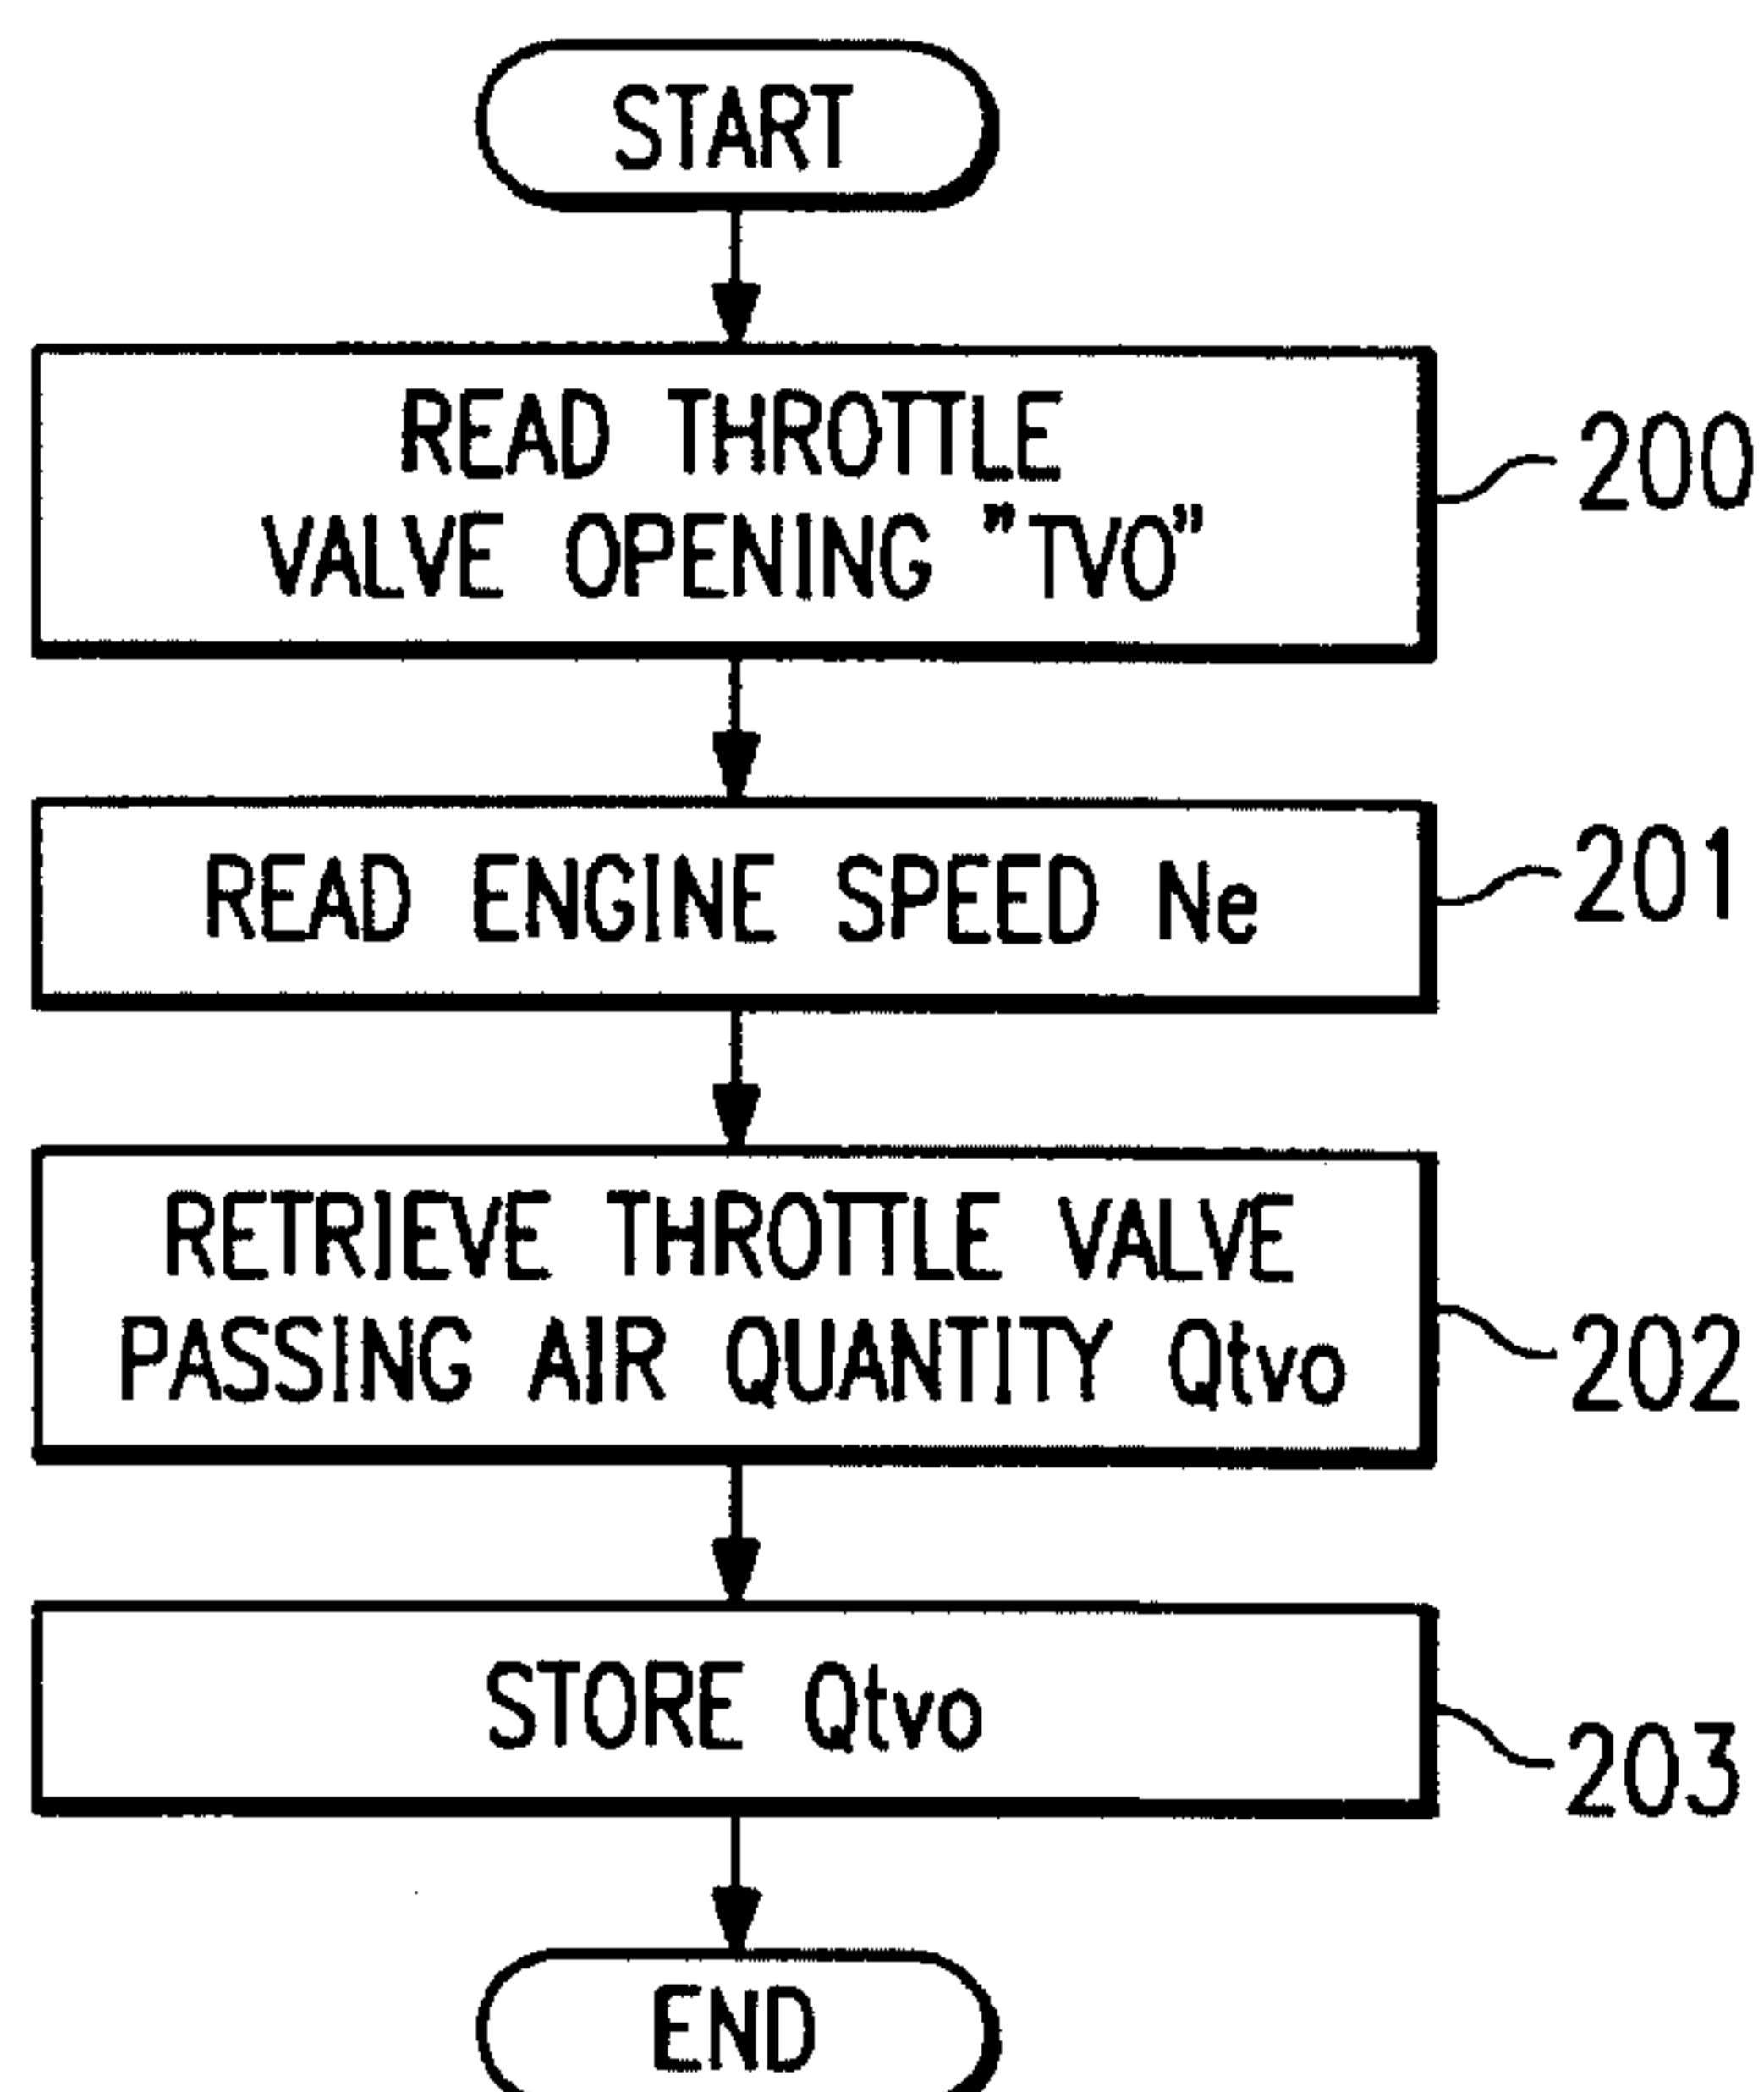 START
READ THROTTLE
VALVE OPENING "TVO"
200
READ ENGINE SPEED Ne
201
RETRIEVE THROTTLE VALVE
PASSING AIR QUANTITY Qtvo
202
STORE Qtvo
203
END